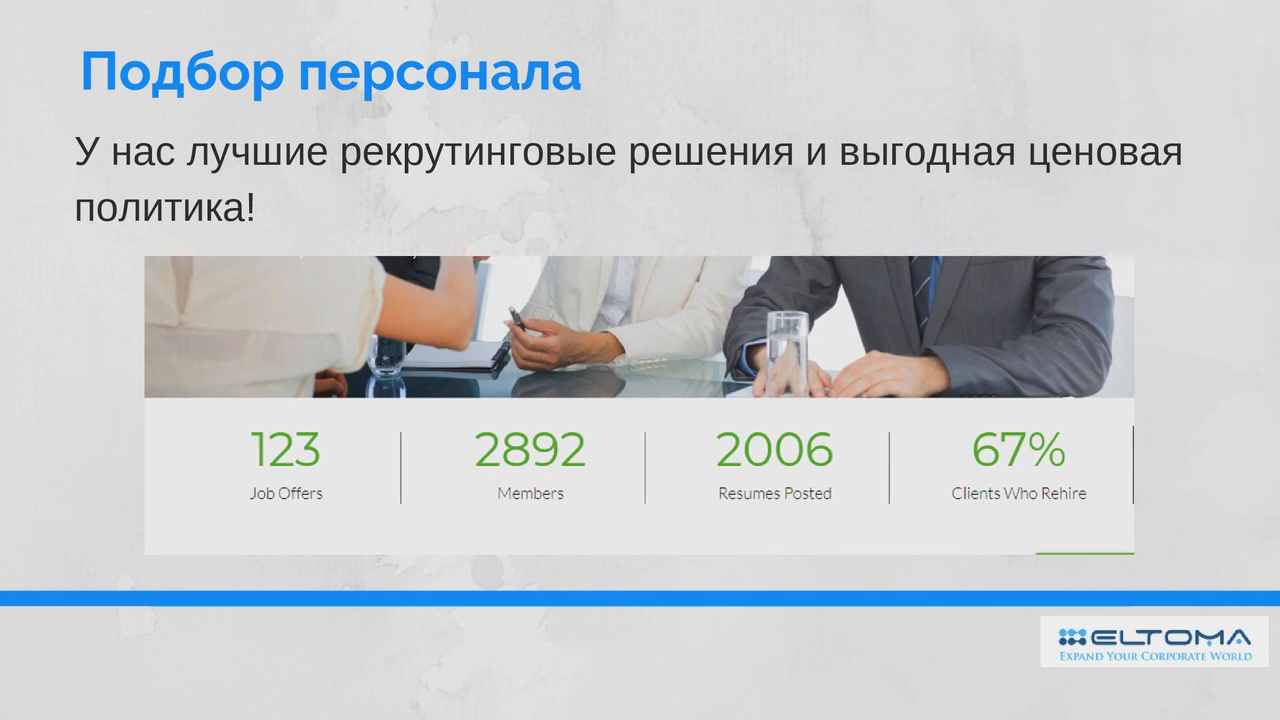 Подбор персонала
У нас лучшие рекрутинговые решения и выгодная ценовая
политика!
123
Job Offers
2892
Members
2006
Resumes Posted
67%
Clients Who Rehire
ELTOMA
EXPAND YOUR CORPORATE WORLD